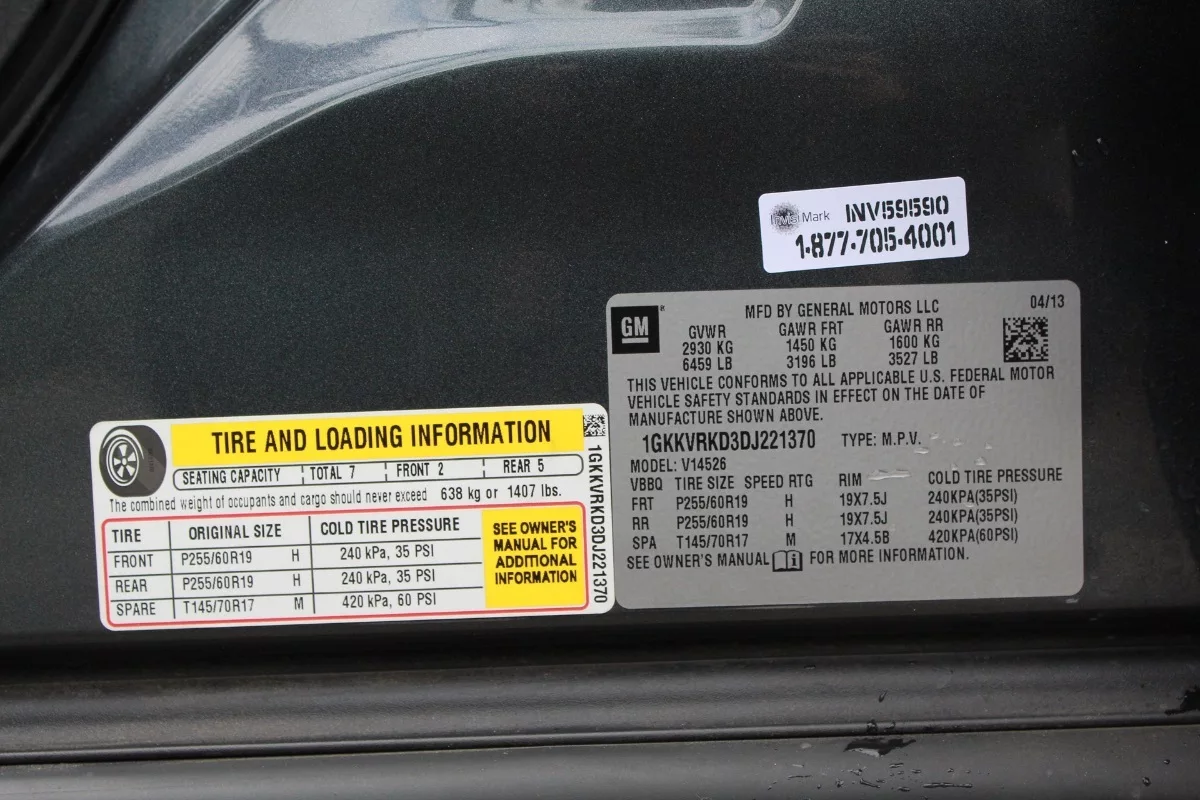 Mark INV59590
1-877-705-4001
GM
MFD BY GENERAL MOTORS LLC 04/13
GVWR GAWR FRT GAWR RR
2930 KG 1450 KG 1600 KG
6459 LB 3196 LB 3527 LB
THIS VEHICLE CONFORMS TO ALL APPLICABLE U.S. FEDERAL MOTOR
VEHICLE SAFETY STANDARDS IN EFFECT ON THE DATE OF
MANUFACTURE SHOWN ABOVE.
1GKKVRKD3DJ221370 TYPE: M.P.V.
MODEL: V14526
VBBQ TIRE SIZE SPEED RTG RIM COLD TIRE PRESSURE
FRT P255/60R19 H 19X7.5J 240KPA(35PSI)
RR P255/60R19 H 19X7.5J 240KPA(35PSI)
SPA T145/70R17 M 17X4.5B 420KPA(60PSI)
SEE OWNER'S MANUAL FOR MORE INFORMATION.
TIRE AND LOADING INFORMATION
SEATING CAPACITY TOTAL 7 FRONT 2 REAR 5
The combined weight of occupants and cargo should never exceed 638 kg or 1407 lbs.
TIRE ORIGINAL SIZE COLD TIRE PRESSURE
FRONT P255/60R19 H 240 kPa, 35 PSI
REAR P255/60R19 H 240 kPa, 35 PSI
SPARE T145/70R17 M 420 kPa, 60 PSI
SEE OWNER'S
MANUAL FOR
ADDITIONAL
INFORMATION
1GKKVRKD3DJ221370